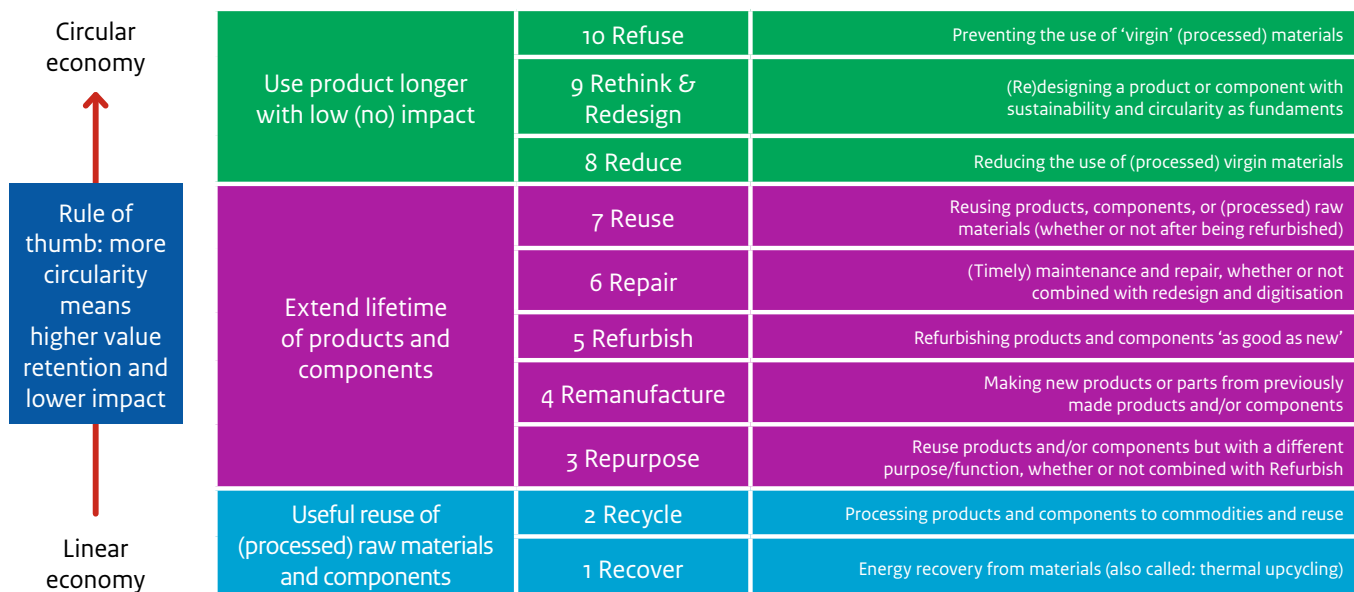 Circular
economy
Rule of
thumb: more
circularity
means
higher value
retention and
lower impact
Linear
economy
Use product longer
with low (no) impact
10 Refuse
Preventing the use of ‘virgin’ (processed) materials
9 Rethink &
Redesign
(Re)designing a product or component with
sustainability and circularity as fundaments
8 Reduce
Reducing the use of (processed) virgin materials
Extend lifetime
of products and
components
7 Reuse
Reusing products, components, or (processed) raw
materials (whether or not after being refurbished)
6 Repair
(Timely) maintenance and repair, whether or not
combined with redesign and digitisation
5 Refurbish
Refurbishing products and components ‘as good as new’
4 Remanufacture
Making new products or parts from previously
made products and/or components
3 Repurpose
Reuse products and/or components but with a different
purpose/function, whether or not combined with Refurbish
Useful reuse of
(processed) raw materials
and components
2 Recycle
Processing products and components to commodities and reuse
1 Recover
Energy recovery from materials (also called: thermal upcycling)